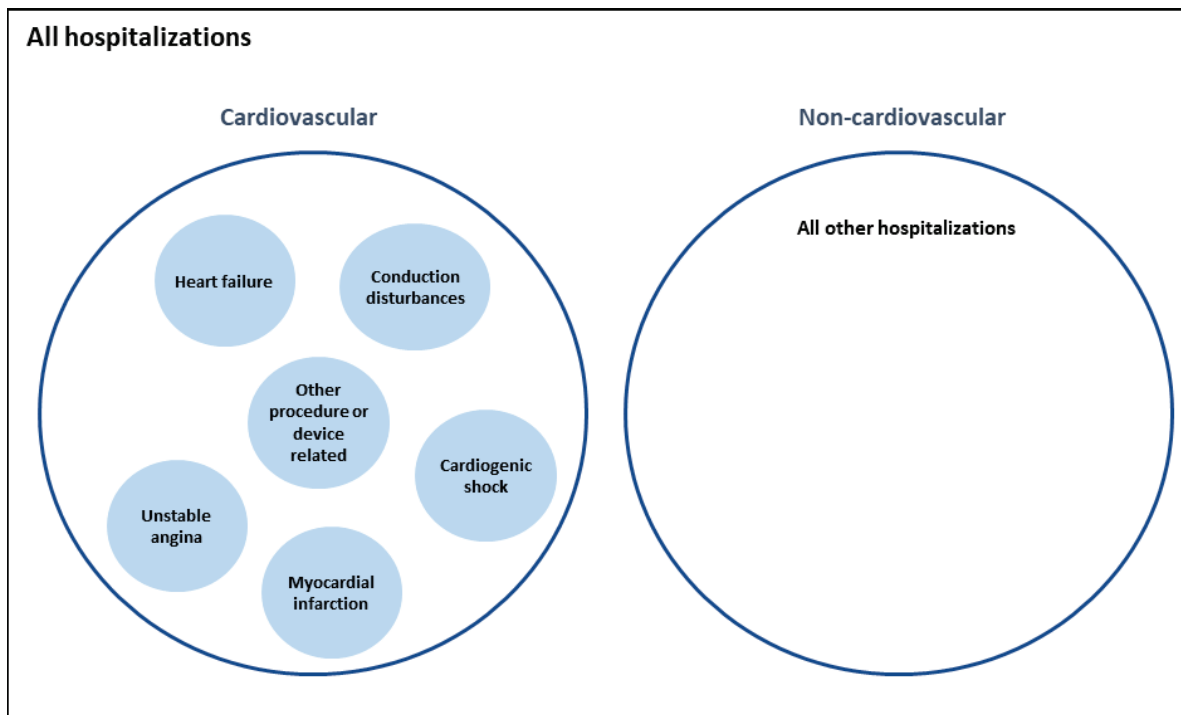 All hospitalizations
Cardiovascular
Non-cardiovascular
All other hospitalizations
Heart failure
Conduction
disturbances
Other
procedure or
device
related
Cardiogenic
shock
Unstable
angina
Myocardial
infarction